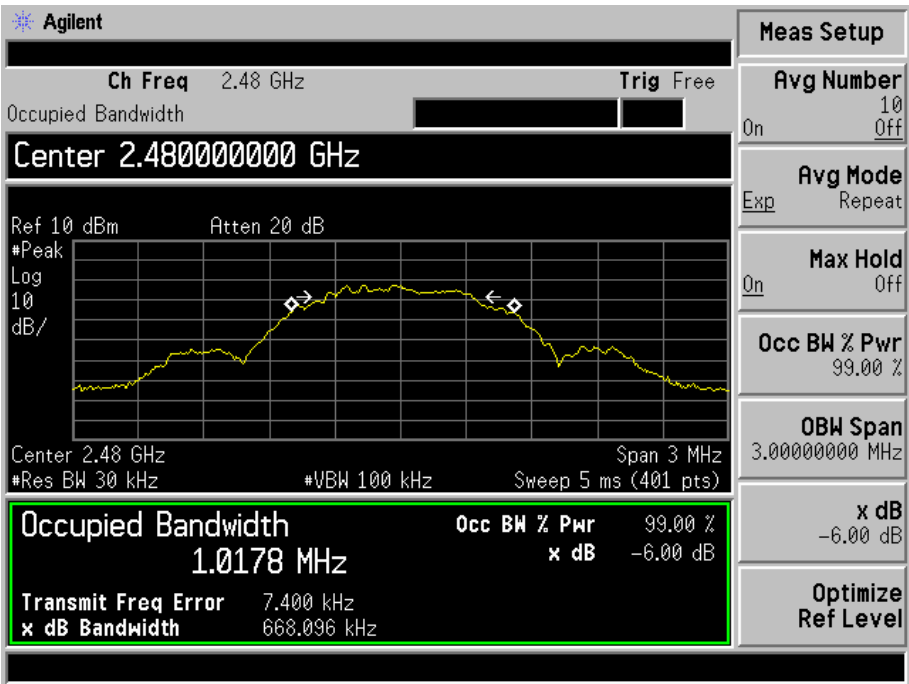 Agilent
Ch Freq 2.48 GHz Trig Free
Occupied Bandwidth
Center 2.480000000 GHz
Ref 10 dBm Atten 20 dB
#Peak
Log
10
dB/
Center 2.48 GHz Span 3 MHz
#Res BW 30 kHz #VBW 100 kHz Sweep 5 ms (401 pts)
Occupied Bandwidth Occ BW % Pwr 99.00 %
1.0178 MHz x dB -6.00 dB
Transmit Freq Error 7.400 kHz
x dB Bandwidth 668.096 kHz
Meas Setup
Avg Number
10
On Off
Avg Mode
Exp Repeat
Max Hold
On Off
Occ BW % Pwr
99.00 %
OBW Span
3.00000000 MHz
x dB
-6.00 dB
Optimize
Ref Level